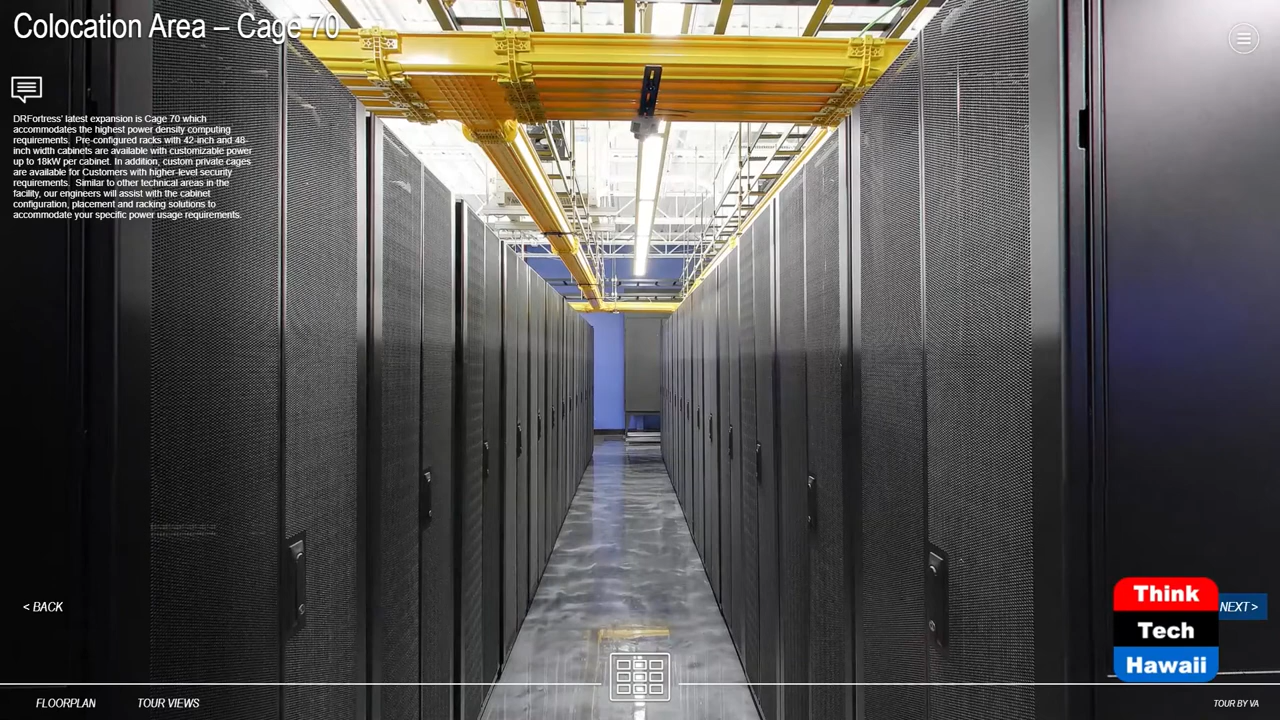 Colocation Area – Cage 70
DRFortress' latest expansion is Cage 70 which
accommodates the highest power density computing
requirements. Pre-configured racks with 42-inch and 48-
inch width cabinets are available with customizable power
up to 18kW per cabinet. In addition, custom private cages
are available for Customers with higher-level security
requirements. Similar to other technical areas in the
facility, our engineers will assist with the cabinet
configuration, placement and racking solutions to
accommodate your specific power usage requirements.
< BACK
NEXT >
Think
Tech
Hawaii
FLOORPLAN
TOUR VIEWS
TOUR BY VA